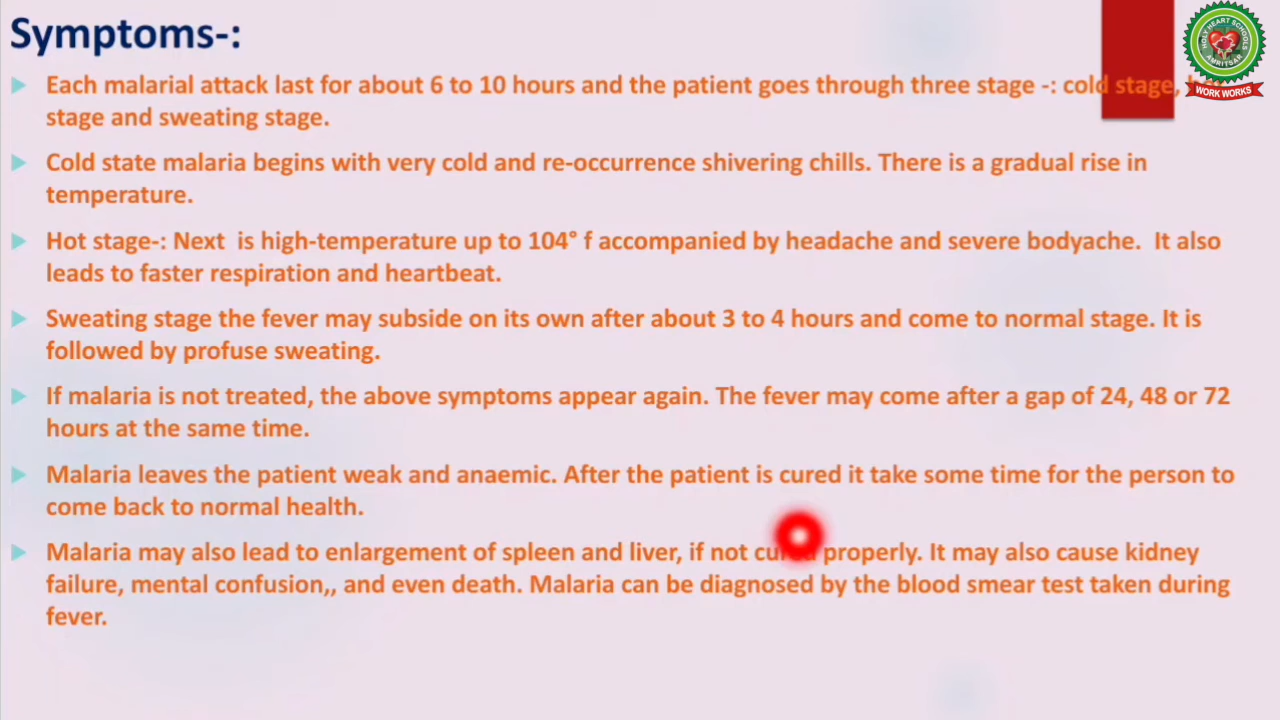 Symptoms-:
Each malarial attack last for about 6 to 10 hours and the patient goes through three stage -: cold stage,
stage and sweating stage.
Cold state malaria begins with very cold and re-occurrence shivering chills. There is a gradual rise in
temperature.
Hot stage-: Next is high-temperature up to 104° f accompanied by headache and severe bodyache. It also
leads to faster respiration and heartbeat.
Sweating stage the fever may subside on its own after about 3 to 4 hours and come to normal stage. It is
followed by profuse sweating.
If malaria is not treated, the above symptoms appear again. The fever may come after a gap of 24, 48 or 72
hours at the same time.
Malaria leaves the patient weak and anaemic. After the patient is cured it take some time for the person to
come back to normal health.
Malaria may also lead to enlargement of spleen and liver, if not properly. It may also cause kidney
failure, mental confusion,, and even death. Malaria can be diagnosed by the blood smear test taken during
fever.
HOLY HEART SCHOOLS
AMRITSAR
WORK WORKS